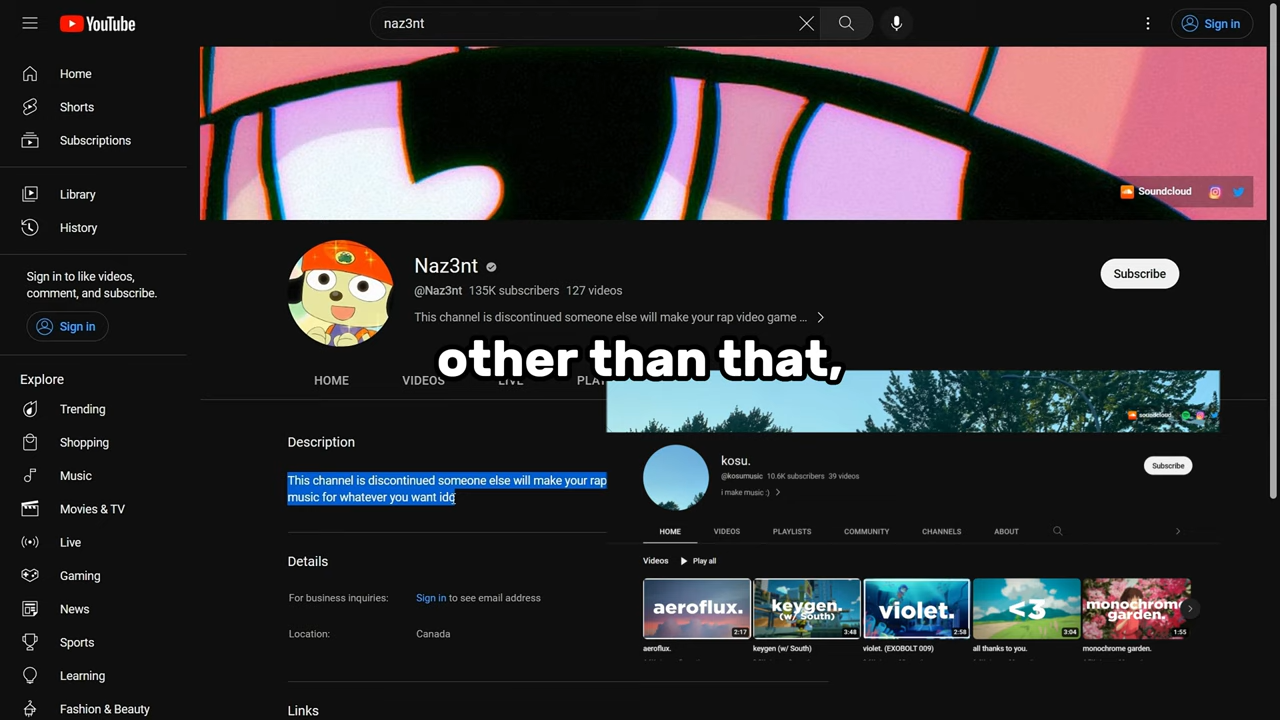 YouTube
naz3nt
Sign in
Home
Shorts
Subscriptions
Library
History
Sign in to like videos,
comment, and subscribe.
Sign in
Explore
Trending
Shopping
Music
Movies & TV
Live
Gaming
News
Sports
Learning
Fashion & Beauty
Soundcloud
Naz3nt
@Naz3nt 135K subscribers 127 videos
This channel is discontinued someone else will make your rap video game ...
Subscribe
other than that,
HOME VIDEOS LIVE
Description
This channel is discontinued someone else will make your rap
music for whatever you want idc
Details
For business inquiries: Sign in to see email address
Location: Canada
Links
soundcloud
kosu.
@kosumusic 10.6K subscribers 39 videos
i make music :)
Subscribe
HOME VIDEOS PLAYLISTS COMMUNITY CHANNELS ABOUT
Videos Play all
aeroflux.
2:17
keygen.
(w/ South)
3:48
violet.
2:58
<3
3:04
monochrome
garden.
1:55
aeroflux.
keygen (w/ South)
violet. (EXOBOLT 009)
all thanks to you.
monochrome garden.